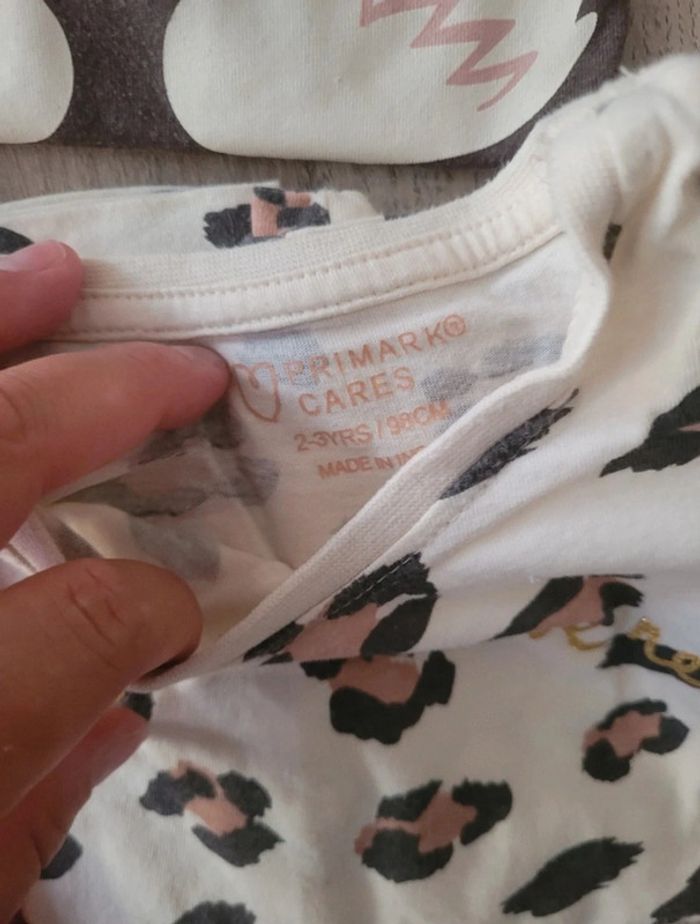 PRIMARK®
CARES
2-3YRS / 98CM
MADE IN